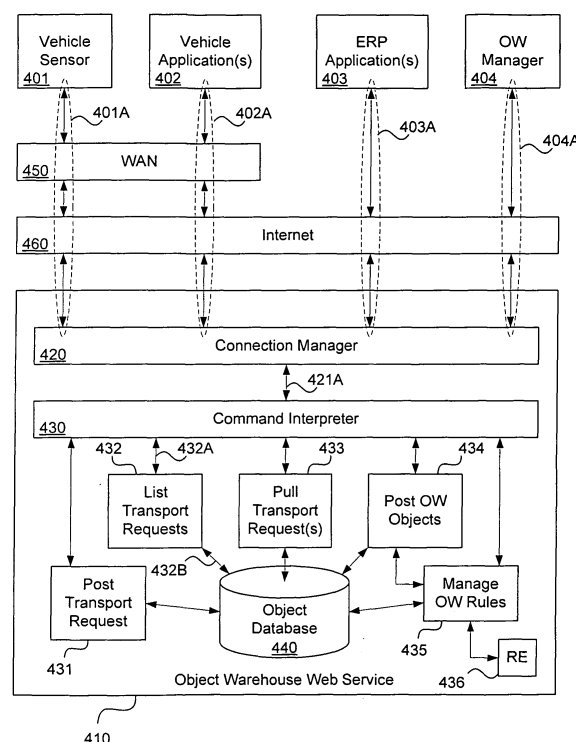 Vehicle
Sensor
401
Vehicle
Application(s)
402
ERP
Application(s)
403
OW
Manager
404
401A
402A
403A
404A
WAN
450
Internet
460
Connection Manager
420
421A
Command Interpreter
430
432
432A
433
434
List
Transport
Requests
Pull
Transport
Request(s)
Post OW
Objects
432B
Post
Transport
Request
431
Object
Database
440
Manage
OW Rules
435
RE
436
Object Warehouse Web Service
410